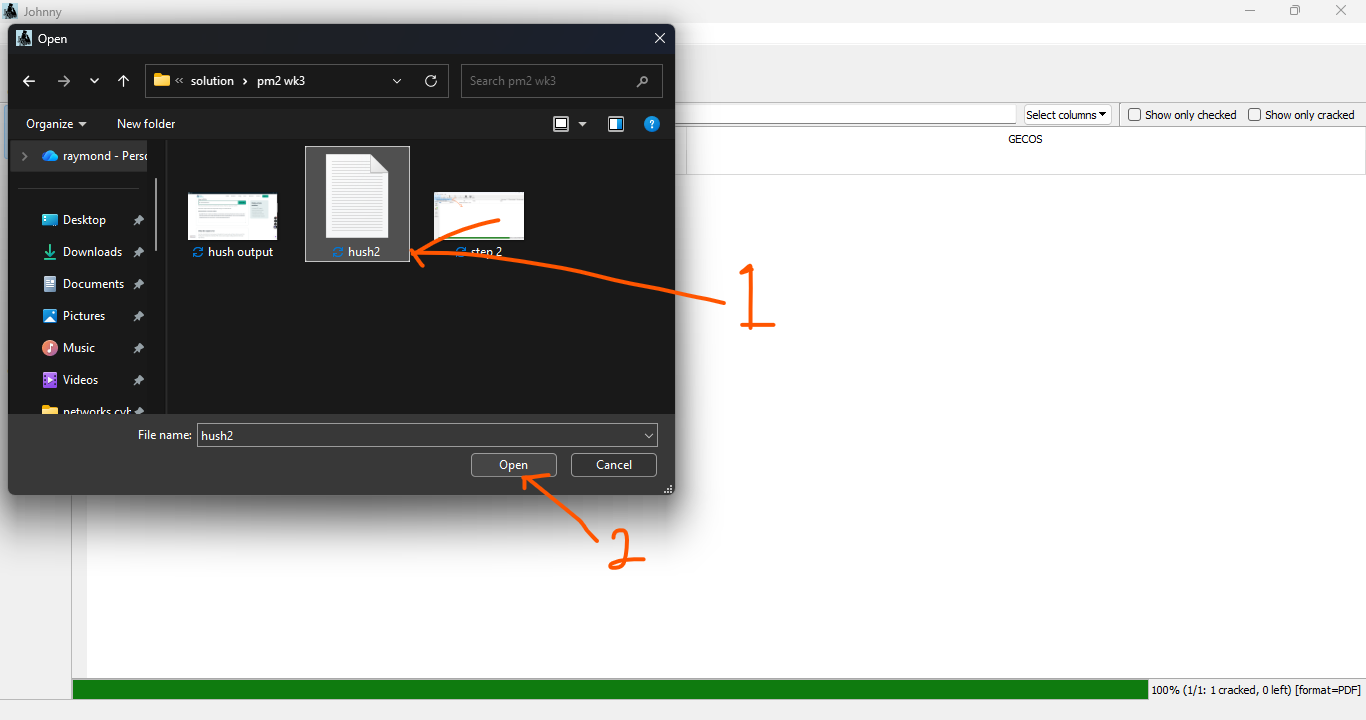 Johnny
Open
solution > pm2 wk3
Search pm2 wk3
Organize
New folder
Select columns
Show only checked
Show only cracked
GECOS
raymond - Perso
Desktop
Downloads
Documents
Pictures
Music
Videos
networks cyb
hush output
hush2
step 2
1
File name:
hush2
Open
Cancel
2
100% (1/1: 1 cracked, 0 left) [format=PDF]